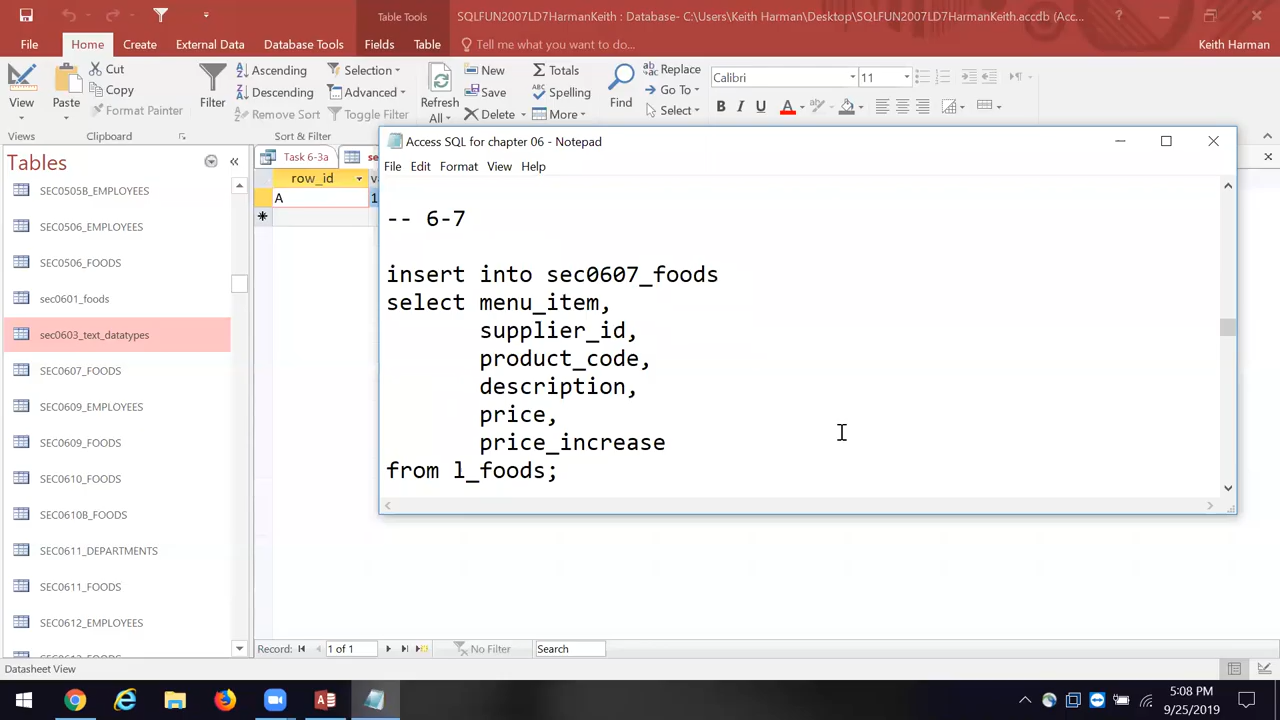 Table Tools
SQLFUN2007LD7HarmanKeith : Database- C:\Users\Keith Harman\Desktop\SQLFUN2007LD7HarmanKeith.accdb (Acc...
File Home Create External Data Database Tools Fields Table Tell me what you want to do... Keith Harman
View
Views
Paste
Cut
Copy
Format Painter
Clipboard
Filter
Ascending
Descending
Remove Sort
Selection
Advanced
Toggle Filter
Sort & Filter
Refresh
All
New
Save
Delete
Totals
Spelling
More
Find
Replace
Go To
Select
Calibri 11
B I U A
Tables
SEC0505B_EMPLOYEES
SEC0506_EMPLOYEES
SEC0506_FOODS
sec0601_foods
sec0603_text_datatypes
SEC0607_FOODS
SEC0609_EMPLOYEES
SEC0609_FOODS
SEC0610_FOODS
SEC0610B_FOODS
SEC0611_DEPARTMENTS
SEC0611_FOODS
SEC0612_EMPLOYEES
Task 6-3a se
row_id va
A 1
Access SQL for chapter 06 - Notepad
File Edit Format View Help
-- 6-7
insert into sec0607_foods
select menu_item,
supplier_id,
product_code,
description,
price,
price_increase
from l_foods;
Record: 1 of 1 No Filter Search
Datasheet View
5:08 PM
9/25/2019